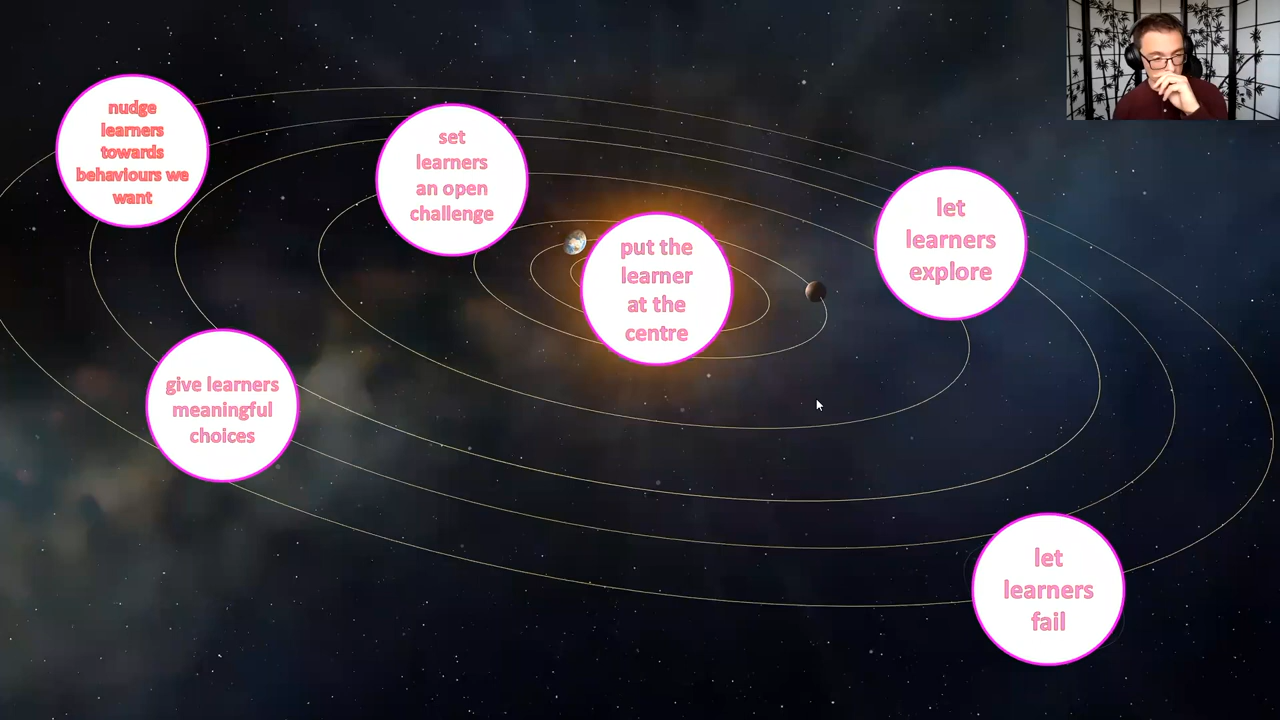 nudge
learners
towards
behaviours we
want
set
learners
an open
challenge
put the
learner
at the
centre
let
learners
explore
give learners
meaningful
choices
let
learners
fail